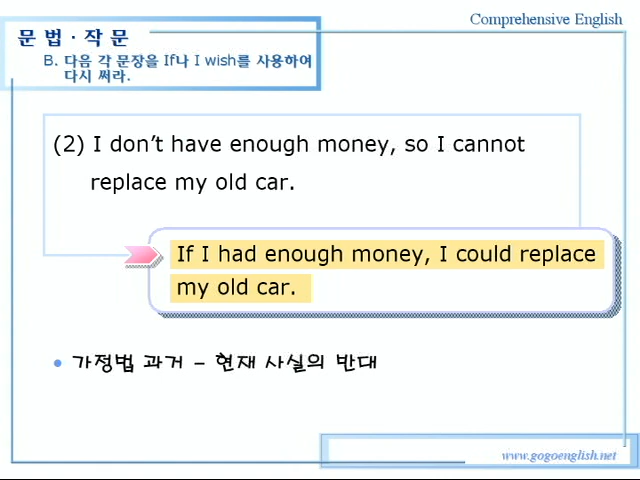 Comprehensive English
문 법 · 작 문
B. 다음 각 문장을 If나 I wish를 사용하여
다시 써라.
(2) I don't have enough money, so I cannot
replace my old car.
If I had enough money, I could replace
my old car.
• 가정법 과거 – 현재 사실의 반대
www.gogoenglish.net